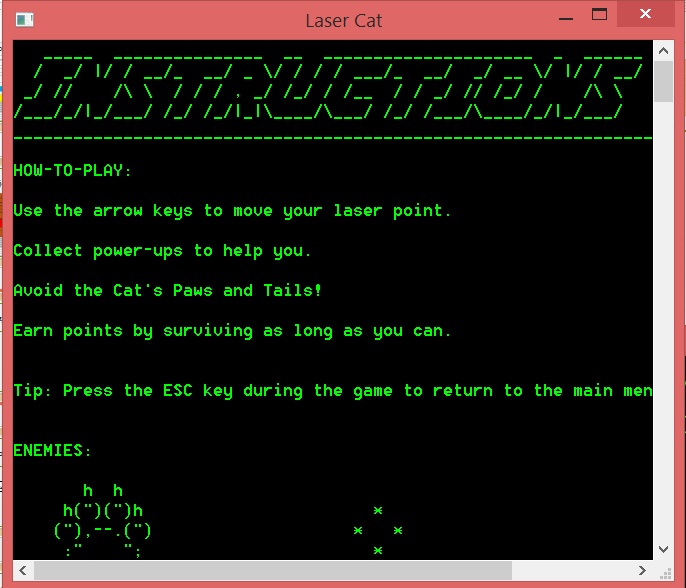 Laser Cat
INSTRUCTIONS
HOW-TO-PLAY:
Use the arrow keys to move your laser point.
Collect power-ups to help you.
Avoid the Cat's Paws and Tails!
Earn points by surviving as long as you can.
Tip: Press the ESC key during the game to return to the main men
ENEMIES:
h  h
h(")(")h
("),--.(")
:"    ";
*
*   *
*